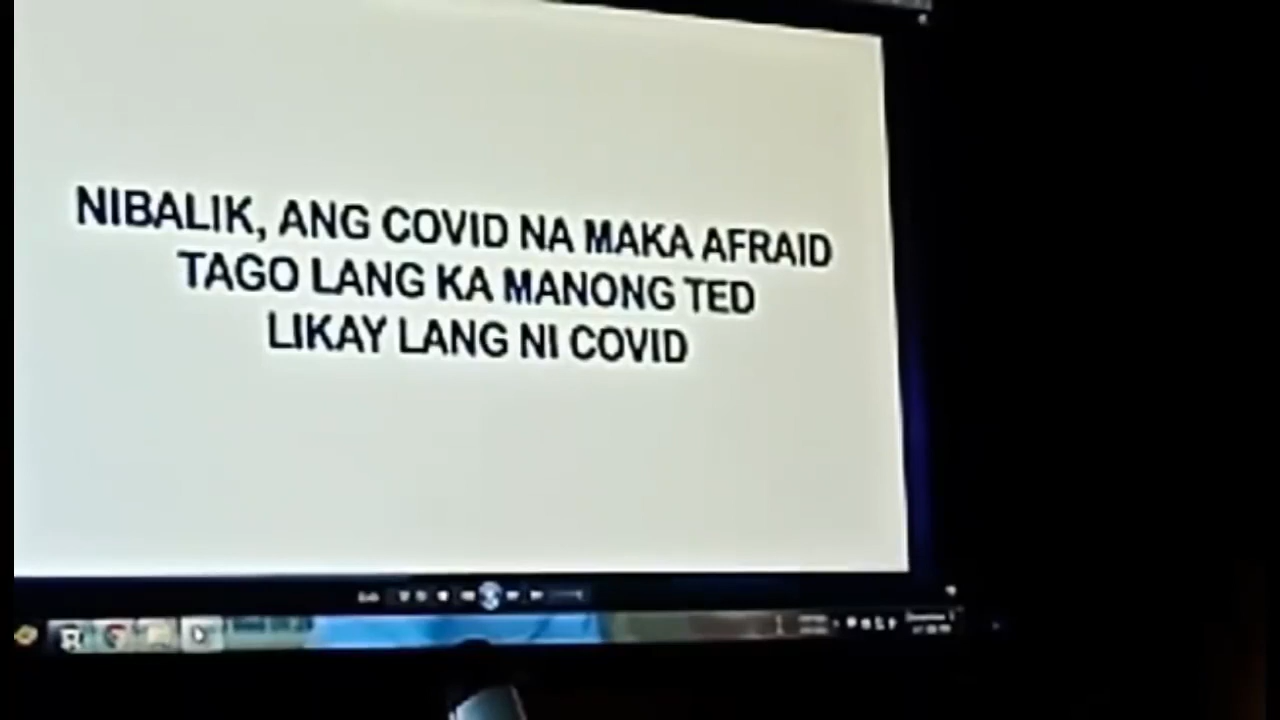 NIBALIK, ANG COVID NA MAKA AFRAID
TAGO LANG KA MANONG TED
LIKAY LANG NI COVID